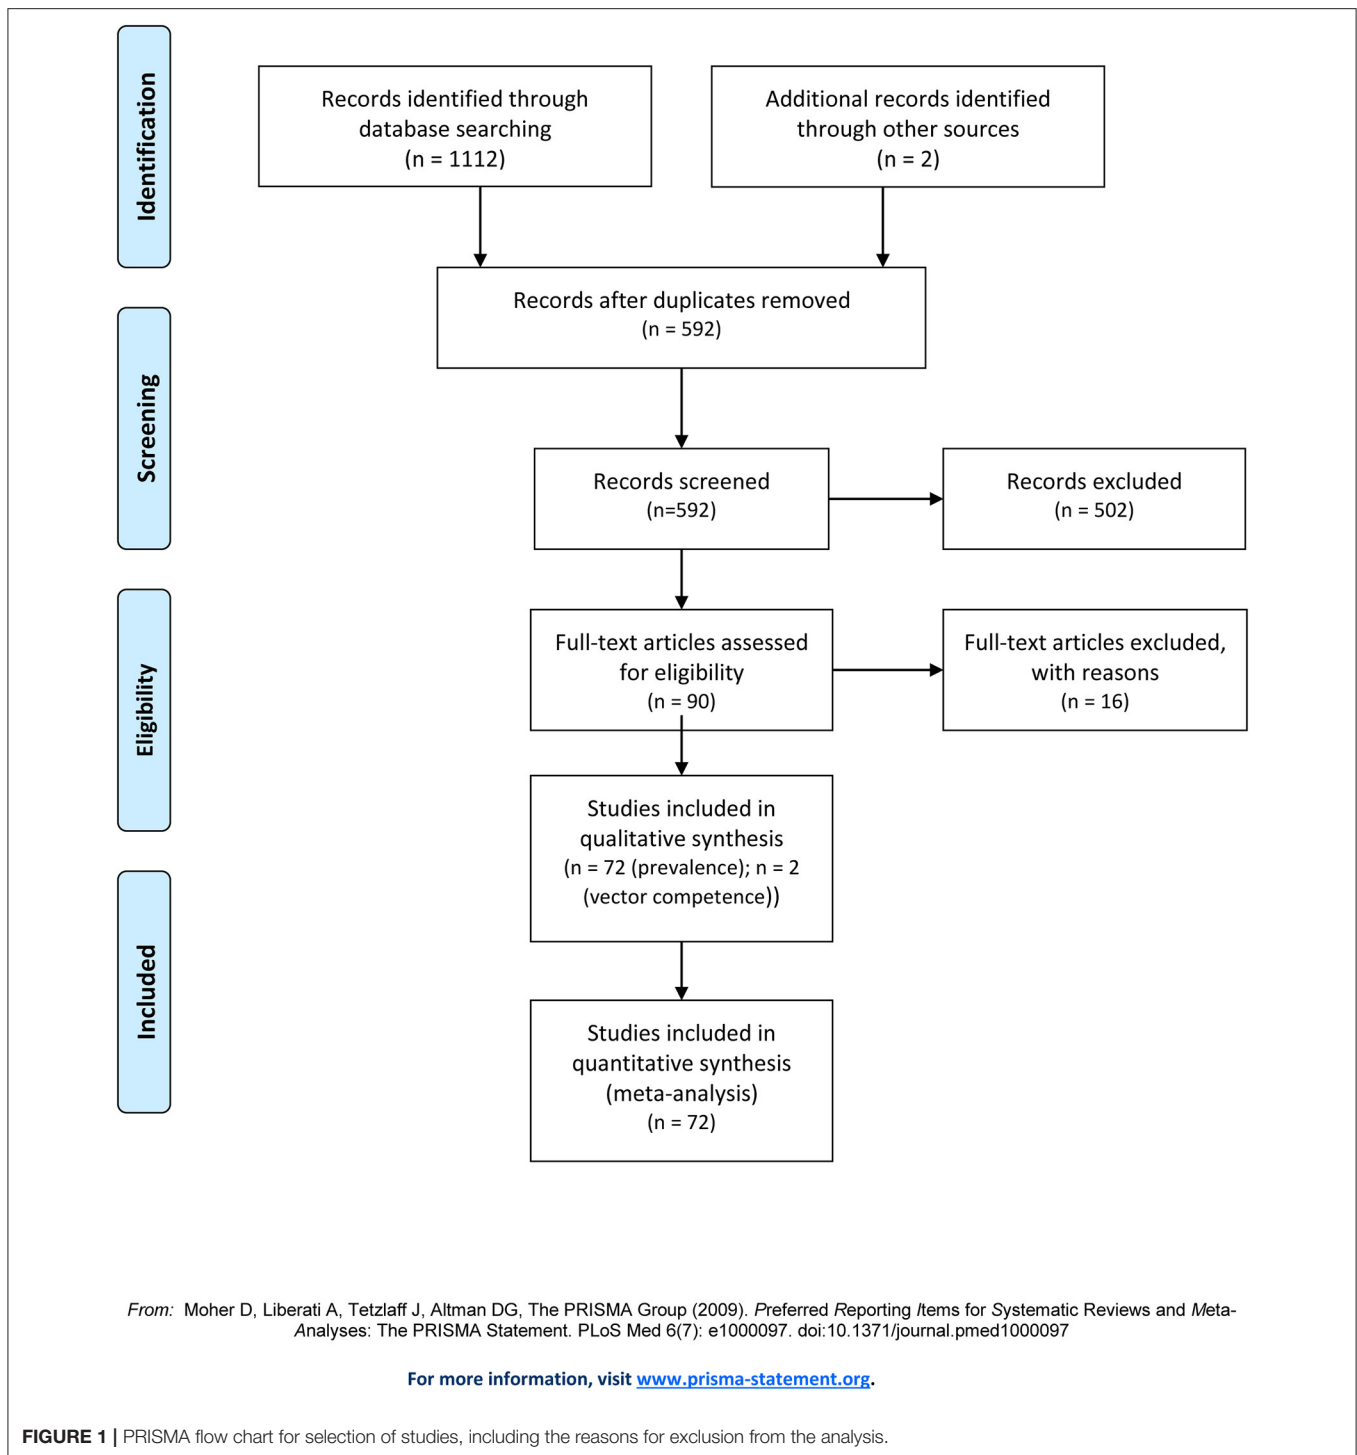 Identification
Records identified through
database searching
(n = 1112)
Additional records identified
through other sources
(n = 2)
Records after duplicates removed
(n = 592)
Screening
Records screened
(n=592)
Records excluded
(n = 502)
Eligibility
Full-text articles assessed
for eligibility
(n = 90)
Full-text articles excluded,
with reasons
(n = 16)
Studies included in
qualitative synthesis
(n = 72 (prevalence); n = 2
(vector competence))
Included
Studies included in
quantitative synthesis
(meta-analysis)
(n = 72)
From: Moher D, Liberati A, Tetzlaff J, Altman DG, The PRISMA Group (2009). Preferred Reporting Items for Systematic Reviews and Meta-
Analyses: The PRISMA Statement. PLoS Med 6(7): e1000097. doi:10.1371/journal.pmed1000097
For more information, visit www.prisma-statement.org.
FIGURE 1 | PRISMA flow chart for selection of studies, including the reasons for exclusion from the analysis.